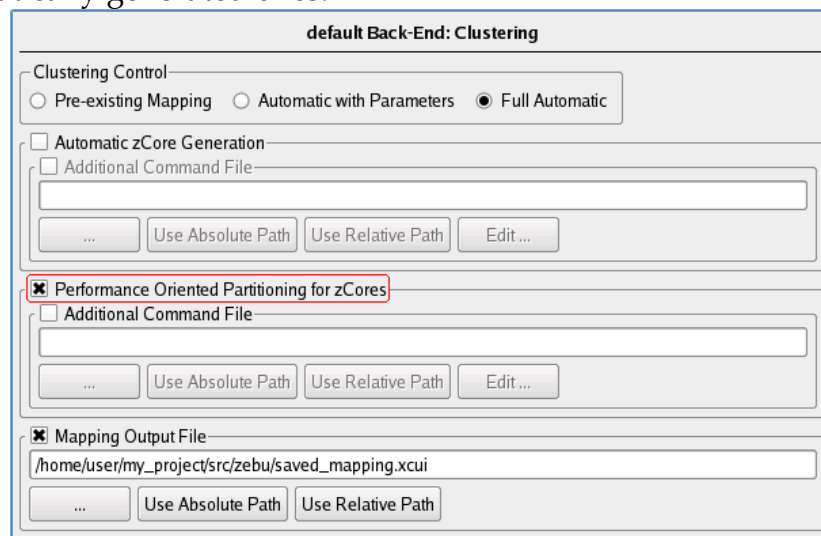 default Back-End: Clustering
Clustering Control
Pre-existing Mapping Automatic with Parameters Full Automatic
Automatic zCore Generation
Additional Command File
... Use Absolute Path Use Relative Path Edit ...
Performance Oriented Partitioning for zCores
Additional Command File
... Use Absolute Path Use Relative Path Edit ...
Mapping Output File
/home/user/my_project/src/zebu/saved_mapping.xcui
... Use Absolute Path Use Relative Path